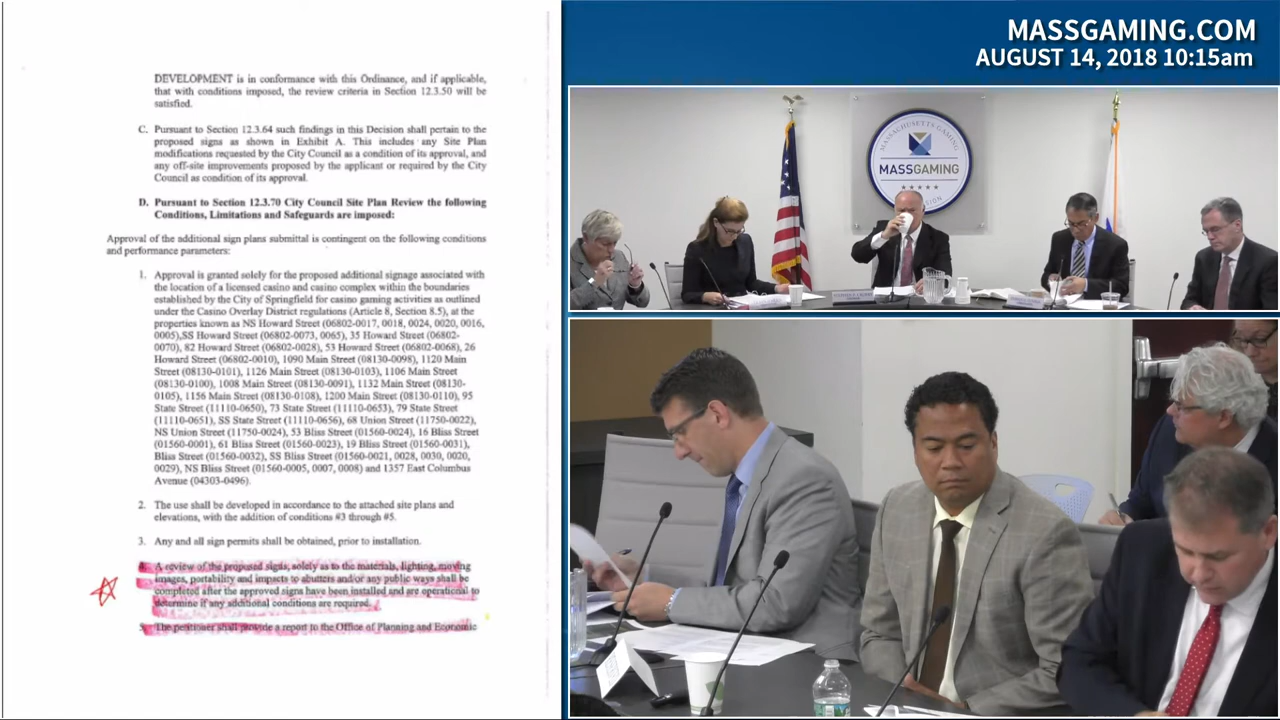 DEVELOPMENT is in conformance with this Ordinance, and if applicable,
that with conditions imposed, the review criteria in Section 12.3.50 will be
satisfied.
C. Pursuant to Section 12.3.64 such findings in this Decision shall pertain to the
proposed signs as shown in Exhibit A. This includes any Site Plan
modifications requested by the City Council as a condition of its approval, and
any off-site improvements proposed by the applicant or required by the City
Council as condition of its approval.
D. Pursuant to Section 12.3.70 City Council Site Plan Review the following
Conditions, Limitations and Safeguards are imposed:
Approval of the additional sign plans submittal is contingent on the following conditions
and performance parameters:
1. Approval is granted solely for the proposed additional signage associated with
the location of a licensed casino and casino complex within the boundaries
established by the City of Springfield for casino gaming activities as outlined
under the Casino Overlay District regulations (Article 8, Section 8.5), at the
properties known as NS Howard Street (06802-0017, 0018, 0024, 0020, 0016,
0005),SS Howard Street (06802-0073, 0065), 35 Howard Street (06802-
0070), 82 Howard Street (06802-0028), 53 Howard Street (06802-0068), 26
Howard Street (06802-0010), 1090 Main Street (08130-0098), 1120 Main
Street (08130-0101), 1126 Main Street (08130-0103), 1106 Main Street
(08130-0100), 1008 Main Street (08130-0091), 1132 Main Street (08130-
0105), 1156 Main Street (08130-0108), 1200 Main Street (08130-0110), 95
State Street (11110-0650), 73 State Street (11110-0653), 79 State Street
(11110-0651), SS State Street (11110-0656), 68 Union Street (11750-0022),
NS Union Street (11750-0024), 53 Bliss Street (01560-0024), 16 Bliss Street
(01560-0001), 61 Bliss Street (01560-0023), 19 Bliss Street (01560-0031),
Bliss Street (01560-0032), SS Bliss Street (01560-0021, 0028, 0030, 0020,
0029), NS Bliss Street (01560-0005, 0007, 0008) and 1357 East Columbus
Avenue (04303-0496).
2. The use shall be developed in accordance to the attached site plans and
elevations, with the addition of conditions #3 through #5.
3. Any and all sign permits shall be obtained, prior to installation.
4. A review of the proposed signs, solely as to the materials, lighting, moving
images, portability and impacts to abutters and/or any public ways shall be
completed after the approved signs have been installed and are operational to
determine if any additional conditions are required.
5. The petitioner shall provide a report to the Office of Planning and Economic
MASSGAMING.COM
AUGUST 14, 2018 10:15am
MASSACHUSETTS GAMING
MASSGAMING